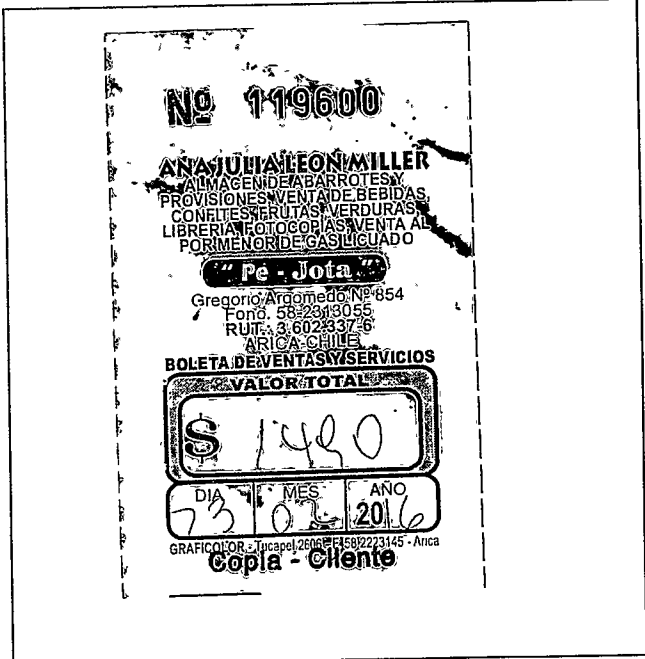 Nº 119600
ANA JULIA LEON MILLER
ALMACEN DE ABARROTES Y
PROVISIONES, VENTA DE BEBIDAS,
CONFITES, FRUTAS, VERDURAS,
LIBRERIA, FOTOCOPIAS, VENTA AL
POR MENOR DE GAS LICUADO
" Pé - Jota "
Gregorio Argomedo Nº 854
Fono. 58-2313055
RUT.: 3.602.337-6
ARICA-CHILE
BOLETA DE VENTAS Y SERVICIOS
VALOR TOTAL
$ 1490
DIA MES AÑO
02 2016
GRAFICOLOR - Tucapel 2606 - F: 58 2223145 - Arica
Copia - Cliente